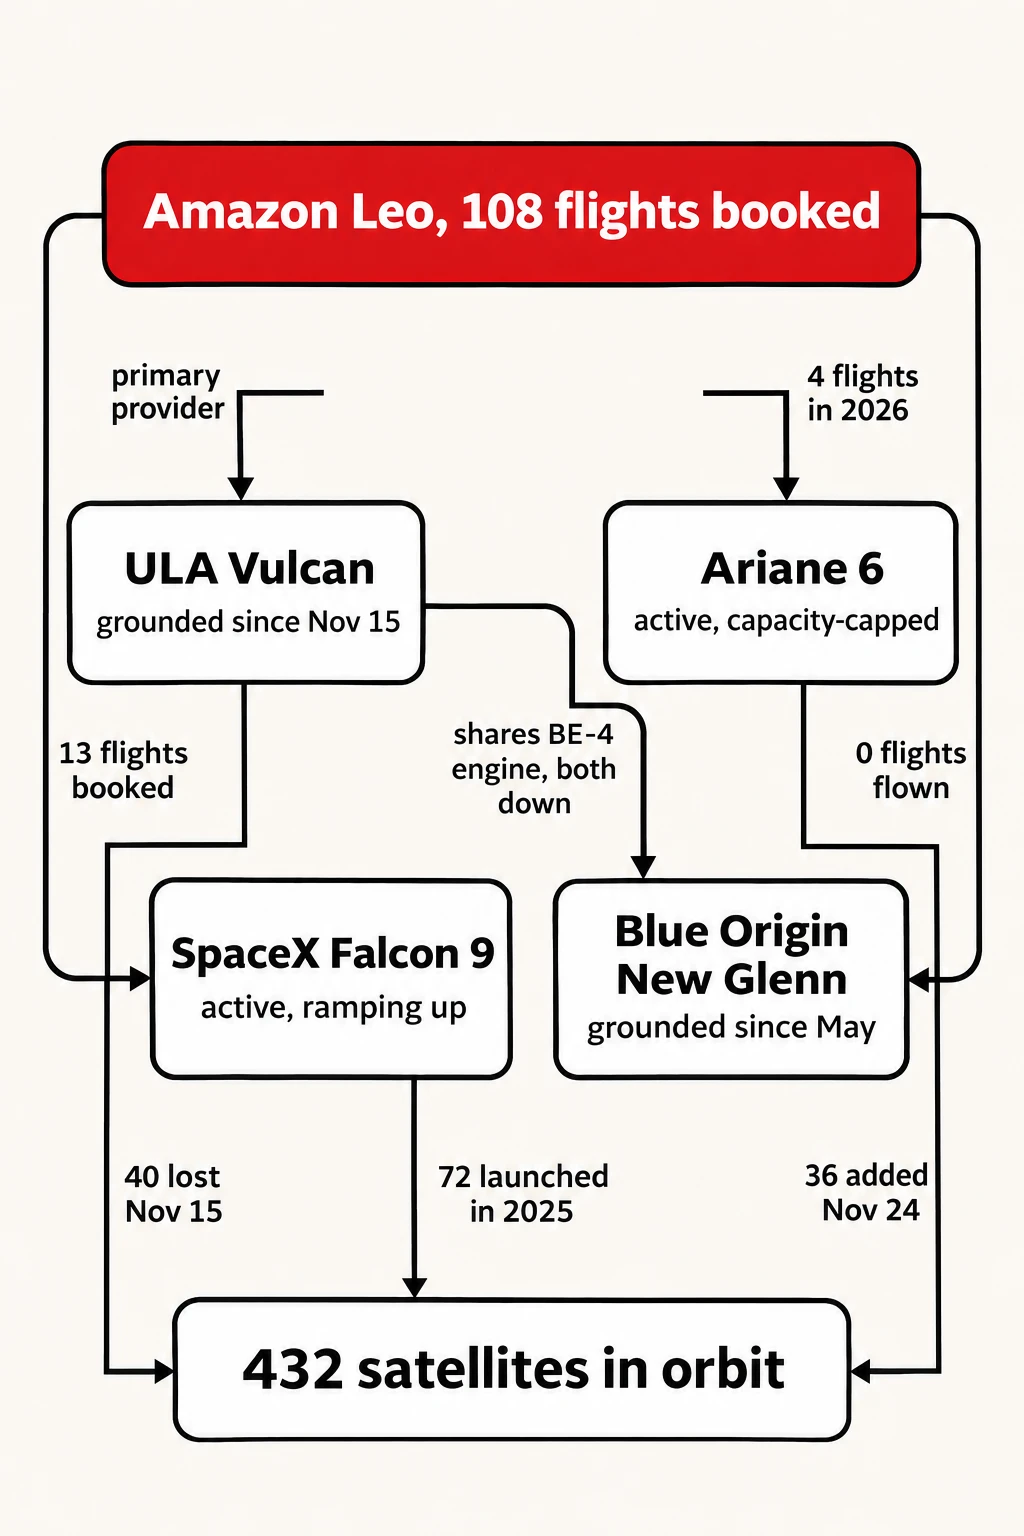 Amazon Leo, 108 flights booked
primary
provider
4 flights
in 2026
ULA Vulcan
grounded since Nov 15
Ariane 6
active, capacity-capped
13 flights
booked
shares BE-4
engine, both
down
0 flights
flown
SpaceX Falcon 9
active, ramping up
Blue Origin
New Glenn
grounded since May
40 lost
Nov 15
72 launched
in 2025
36 added
Nov 24
432 satellites in orbit